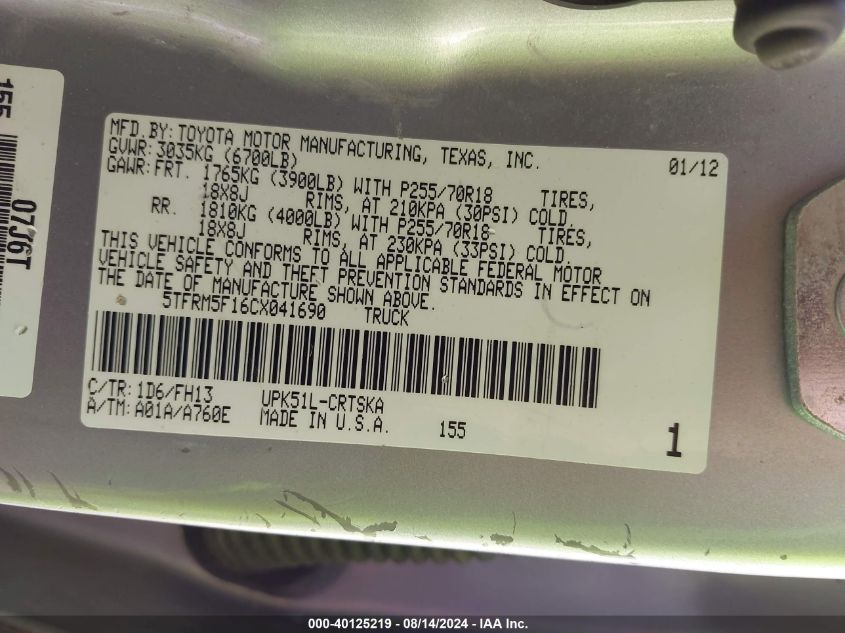 155
07J6T
MFD.BY:TOYOTA MOTOR MANUFACTURING, TEXAS, INC. 01/12
GVWR:3035KG (6700LB)
GAWR:FRT. 1765KG (3900LB) WITH P255/70R18 TIRES,
18X8J RIMS, AT 210KPA (30PSI) COLD.
RR. 1810KG (4000LB) WITH P255/70R18 TIRES,
18X8J RIMS, AT 230KPA (33PSI) COLD.
THIS VEHICLE CONFORMS TO ALL APPLICABLE FEDERAL MOTOR
VEHICLE SAFETY AND THEFT PREVENTION STANDARDS IN EFFECT ON
THE DATE OF MANUFACTURE SHOWN ABOVE.
5TFRM5F16CX041690 TRUCK
C/TR:1D6/FH13 UPK51L-CRTSKA
A/TM:A01A/A760E MADE IN U.S.A. 155
1
000-40125219 - 08/14/2024 - IAA Inc.